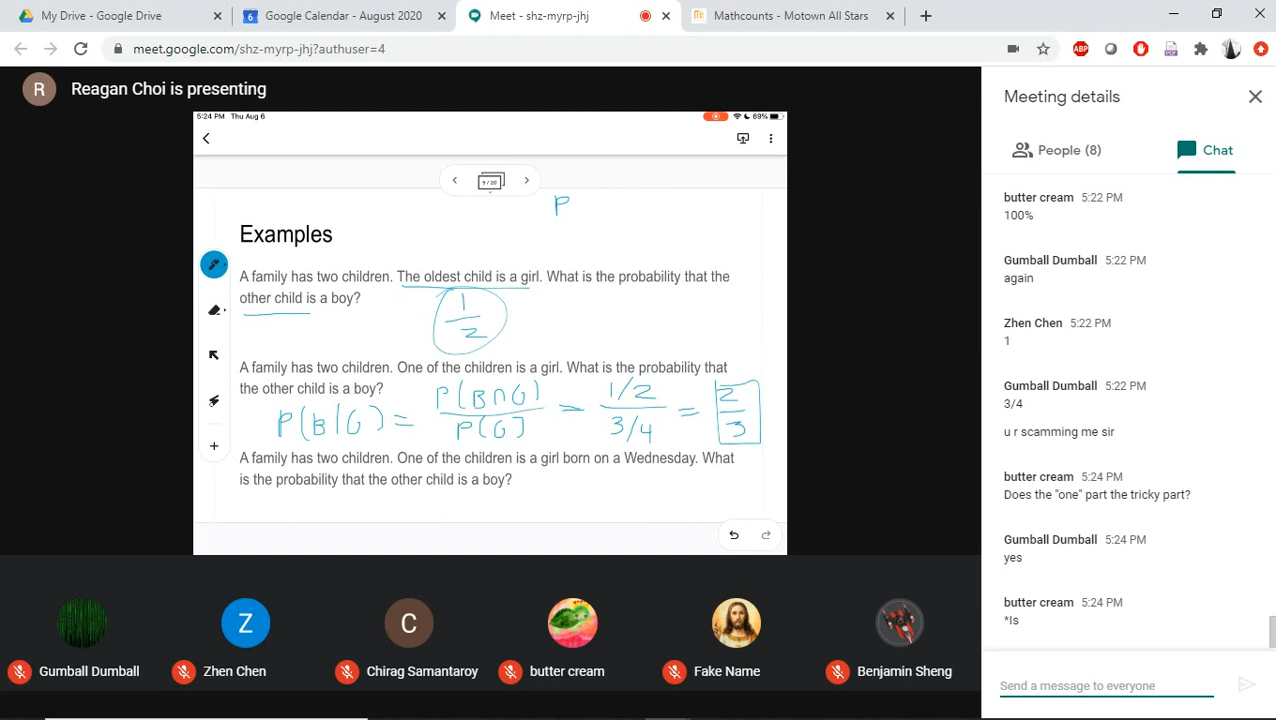 My Drive - Google Drive
Google Calendar - August 2020
Meet - shz-myrp-jhj
Mathcounts - Motown All Stars
meet.google.com/shz-myrp-jhj?authuser=4
ABP
R
Reagan Choi is presenting
5:24 PM Thu Aug 6
69%
9 / 20
P
Examples
A family has two children. The oldest child is a girl. What is the probability that the
other child is a boy?
1/2
A family has two children. One of the children is a girl. What is the probability that
the other child is a boy?
P(B|G) = P(B∩G)/P(G) = 1/2 / 3/4 = 2/3
A family has two children. One of the children is a girl born on a Wednesday. What
is the probability that the other child is a boy?
Z
C
Gumball Dumball
Zhen Chen
Chirag Samantaroy
butter cream
Fake Name
Benjamin Sheng
Meeting details
People (8)
Chat
butter cream 5:22 PM
100%
Gumball Dumball 5:22 PM
again
Zhen Chen 5:22 PM
1
Gumball Dumball 5:22 PM
3/4
u r scamming me sir
butter cream 5:24 PM
Does the "one" part the tricky part?
Gumball Dumball 5:24 PM
yes
butter cream 5:24 PM
*Is
Send a message to everyone